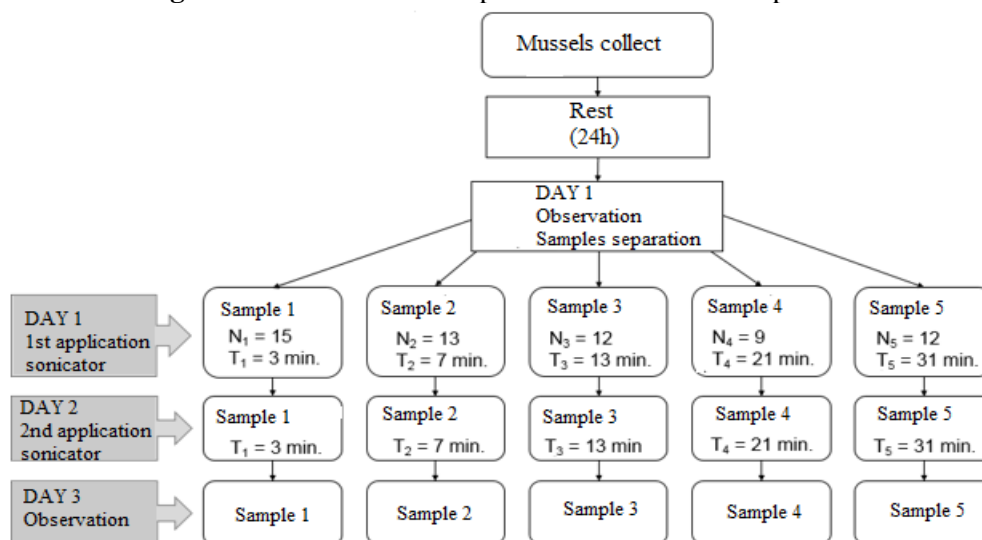 Mussels collect
Rest
(24h)
DAY 1
Observation
Samples separation
DAY 1
1st application
sonicator
Sample 1
N₁ = 15
T₁ = 3 min.
Sample 2
N₂ = 13
T₂ = 7 min.
Sample 3
N₃ = 12
T₃ = 13 min.
Sample 4
N₄ = 9
T₄ = 21 min.
Sample 5
N₅ = 12
T₅ = 31 min.
DAY 2
2nd application
sonicator
Sample 1
T₁ = 3 min.
Sample 2
T₂ = 7 min.
Sample 3
T₃ = 13 min
Sample 4
T₄ = 21 min.
Sample 5
T₅ = 31 min.
DAY 3
Observation
Sample 1
Sample 2
Sample 3
Sample 4
Sample 5